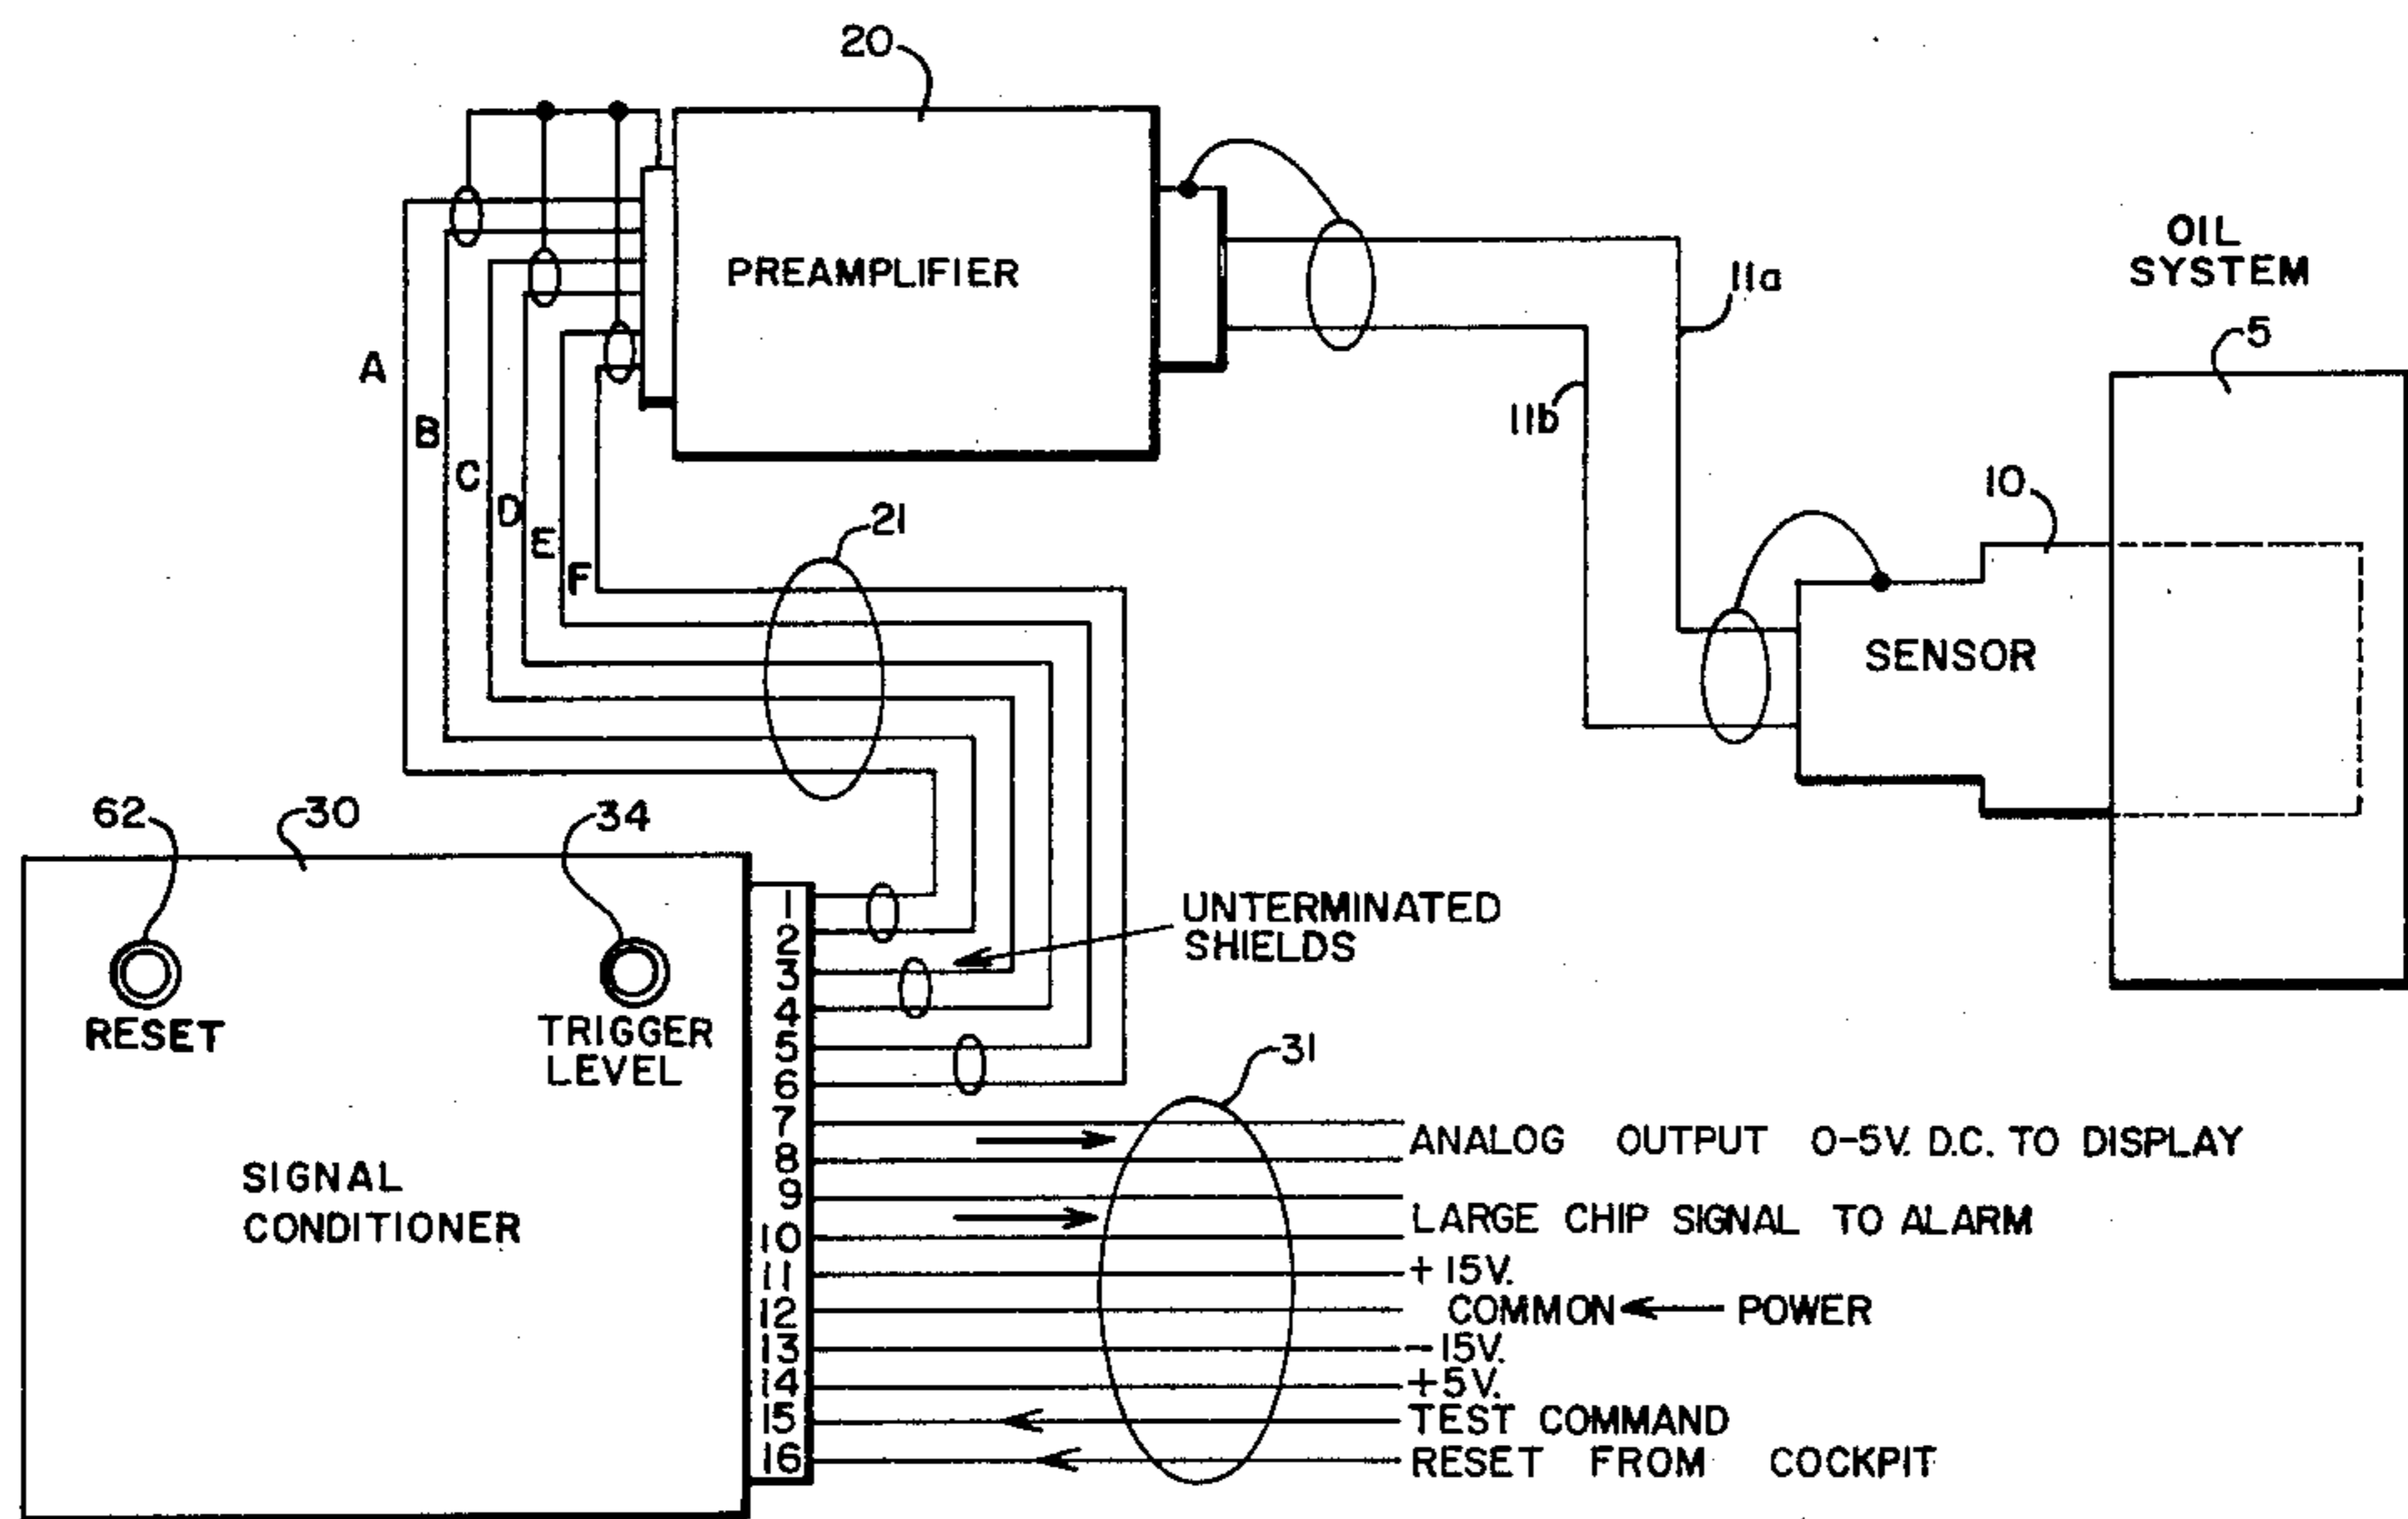 20
PREAMPLIFIER
OIL
SYSTEM
5
11a
11b
10
SENSOR
A
B
C
D
E
F
21
62
30
34
RESET
TRIGGER
LEVEL
SIGNAL
CONDITIONER
UNTERMINATED
SHIELDS
1
2
3
4
5
6
7
8
9
10
11
12
13
14
15
16
31
ANALOG OUTPUT 0-5V. D.C. TO DISPLAY
LARGE CHIP SIGNAL TO ALARM
+15V.
COMMON POWER
-15V.
+5V.
TEST COMMAND
RESET FROM COCKPIT